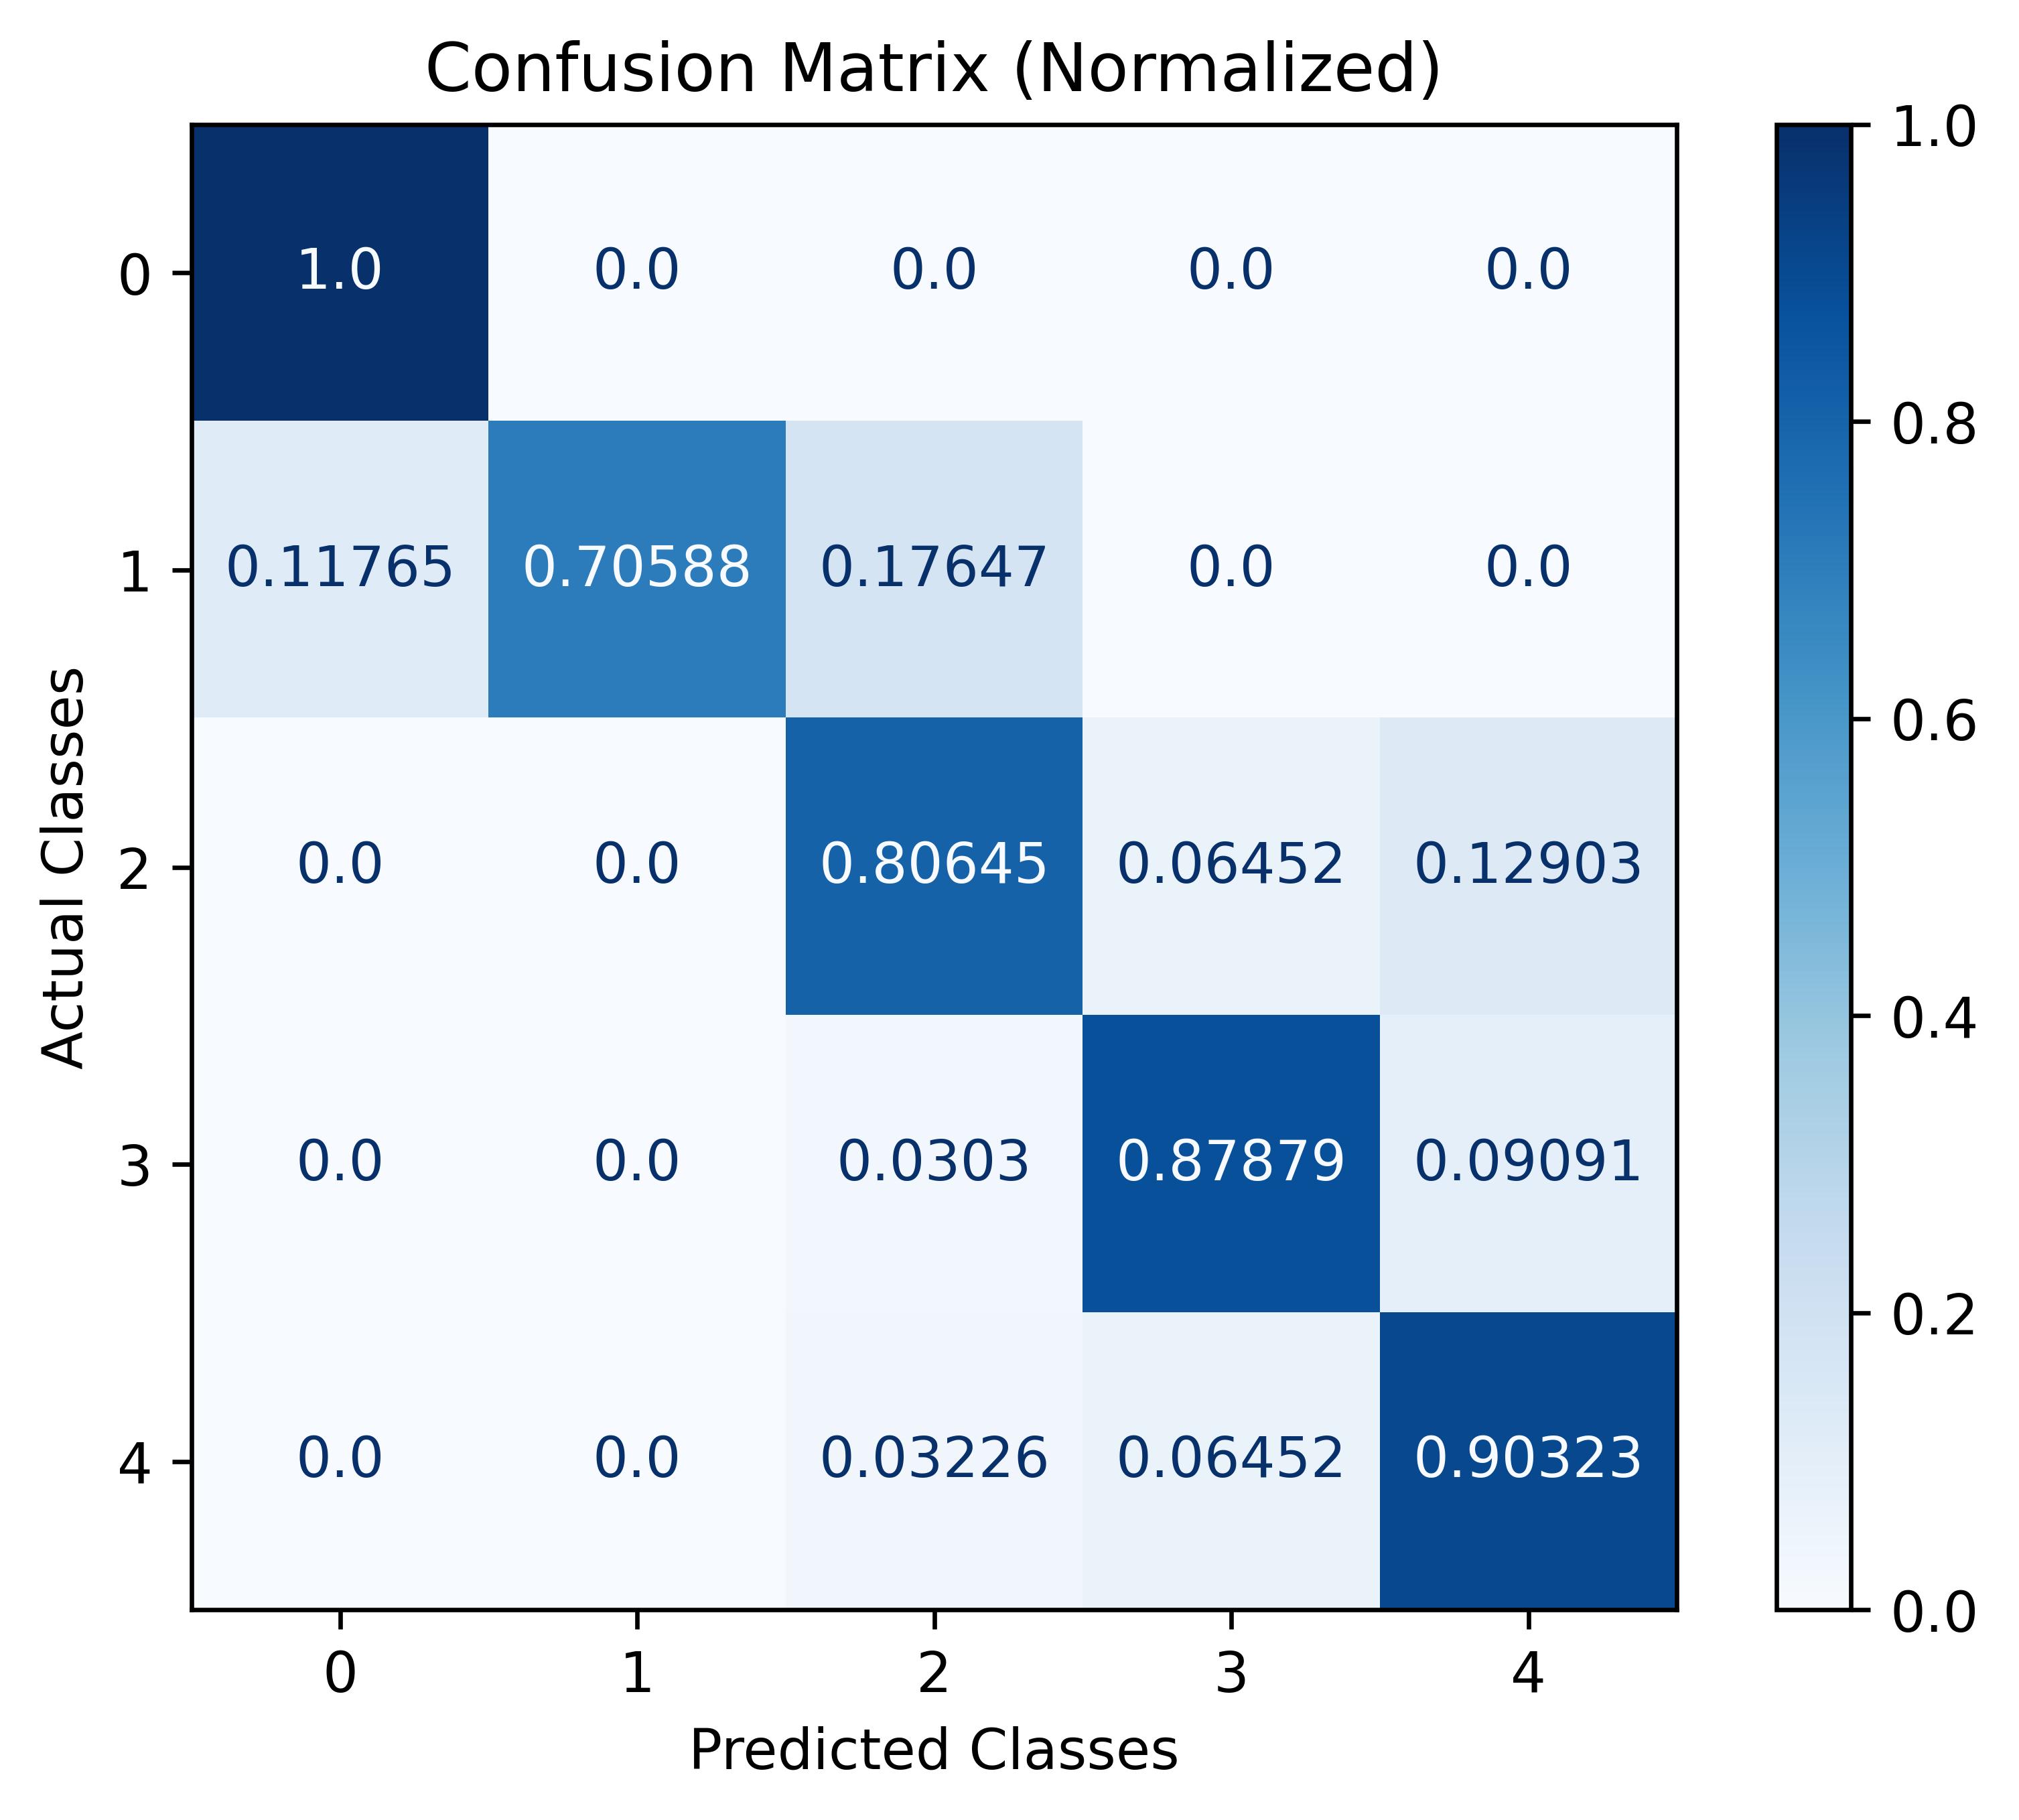 Confusion Matrix (Normalized)
0 1.0 0.0 0.0 0.0 0.0
1 0.11765 0.70588 0.17647 0.0 0.0
2 0.0 0.0 0.80645 0.06452 0.12903
3 0.0 0.0 0.0303 0.87879 0.09091
4 0.0 0.0 0.03226 0.06452 0.90323
0 1 2 3 4
Predicted Classes
Actual Classes
1.0
0.8
0.6
0.4
0.2
0.0